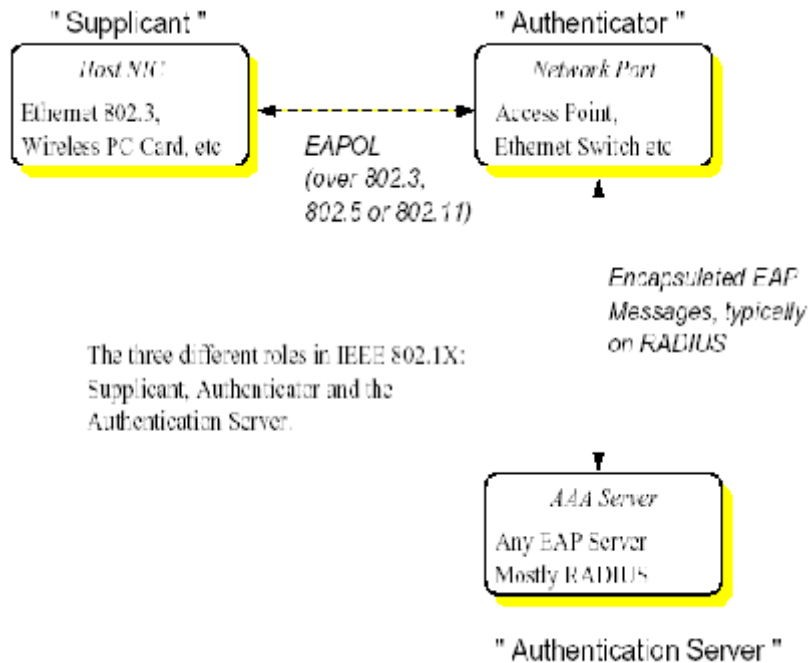 " Supplicant "
" Authenticator "
Host NIC
Ethernet 802.3,
Wireless PC Card, etc
Network Port
Access Point,
Ethernet Switch etc
EAPOL
(over 802.3,
802.5 or 802.11)
Encapsulated EAP
Messages, typically
on RADIUS
The three different roles in IEEE 802.1X:
Supplicant, Authenticator and the
Authentication Server.
AAA Server
Any EAP Server
Mostly RADIUS
" Authentication Server "